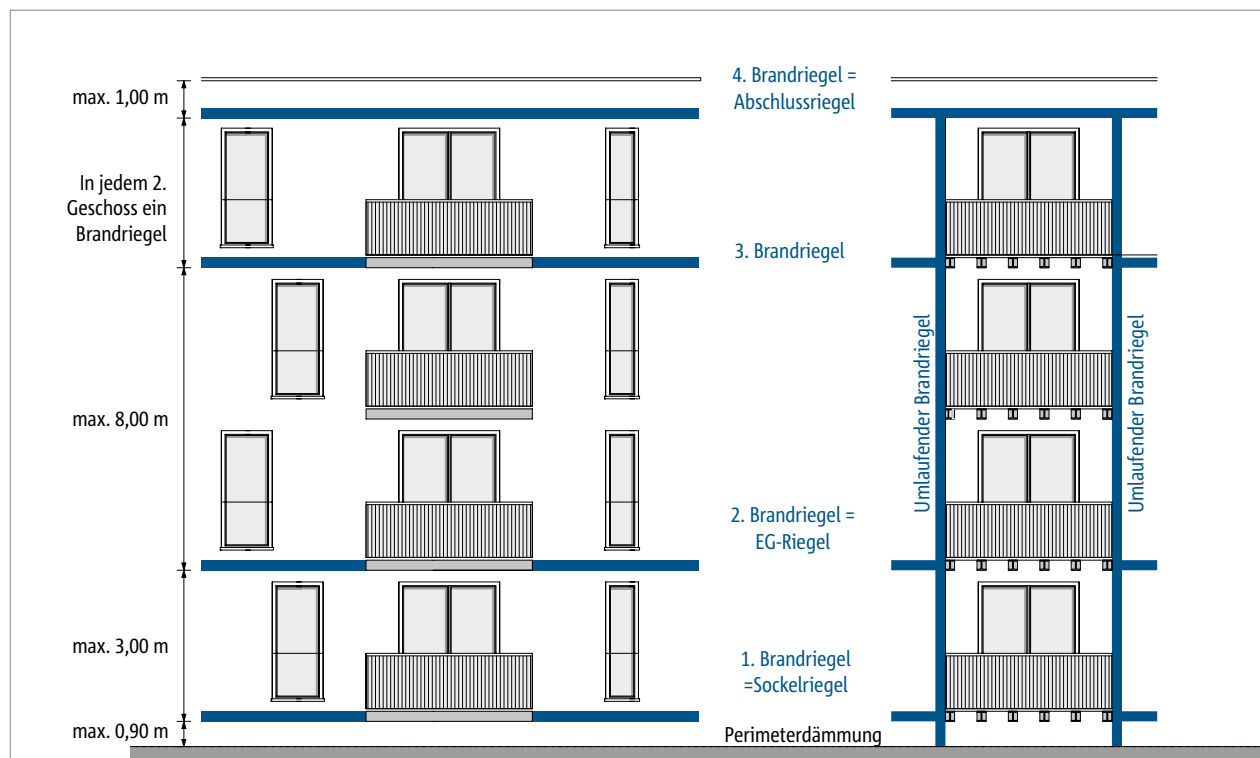 max. 1,00 m
In jedem 2.
Geschoss ein
Brandriegel
max. 8,00 m
max. 3,00 m
max. 0,90 m
4. Brandriegel =
Abschlussriegel
3. Brandriegel
2. Brandriegel =
EG-Riegel
1. Brandriegel
=Sockelriegel
Perimeterdämmung
Umlaufender Brandriegel
Umlaufender Brandriegel